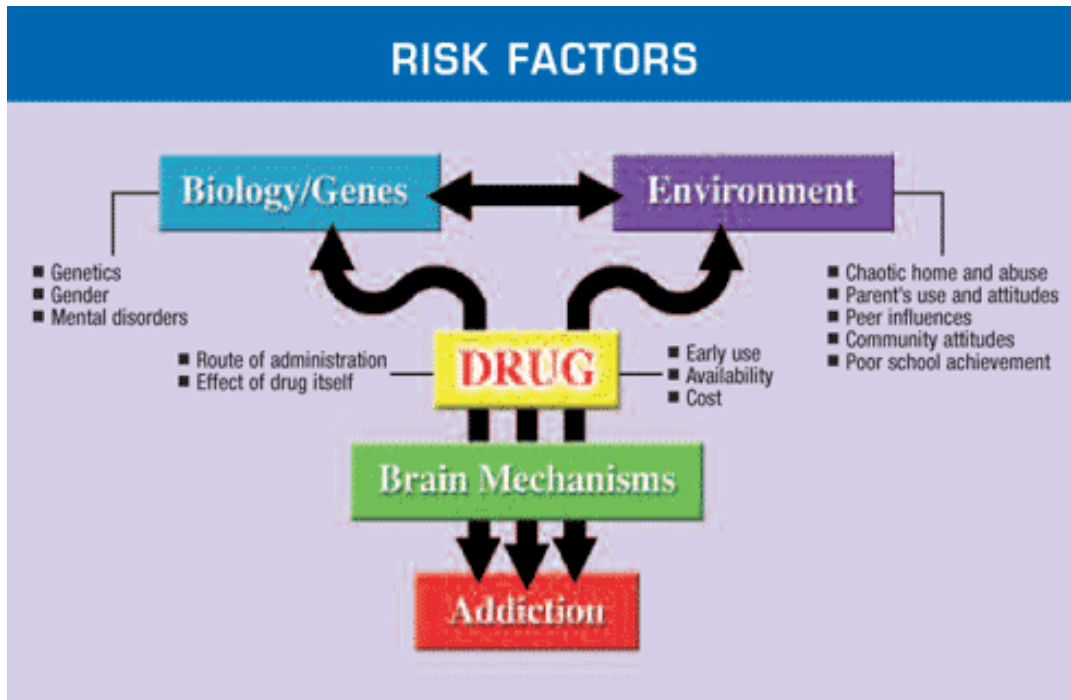 RISK FACTORS
Biology/Genes
Environment
■ Genetics
■ Gender
■ Mental disorders
■ Chaotic home and abuse
■ Parent's use and attitudes
■ Peer influences
■ Community attitudes
■ Poor school achievement
■ Route of administration
■ Effect of drug itself
DRUG
■ Early use
■ Availability
■ Cost
Brain Mechanisms
Addiction